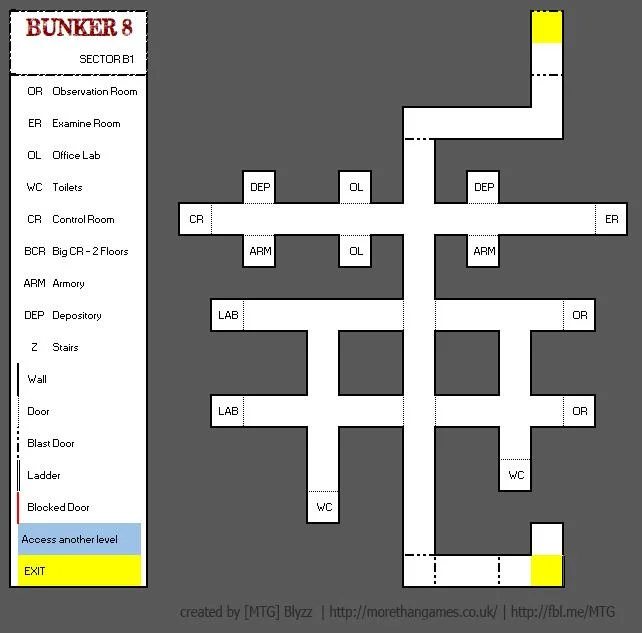 BUNKER 8
SECTOR B1
OR Observation Room
ER Examine Room
OL Office Lab
WC Toilets
CR Control Room
BCR Big CR - 2 Floors
ARM Armory
DEP Depository
Z Stairs
Wall
Door
Blast Door
Ladder
Blocked Door
Access another level
EXIT
DEP OL DEP
CR ER
ARM OL ARM
LAB OR
LAB OR
WC
WC
created by [MTG] Blyzz | http://morethangames.co.uk/ | http://fbl.me/MTG